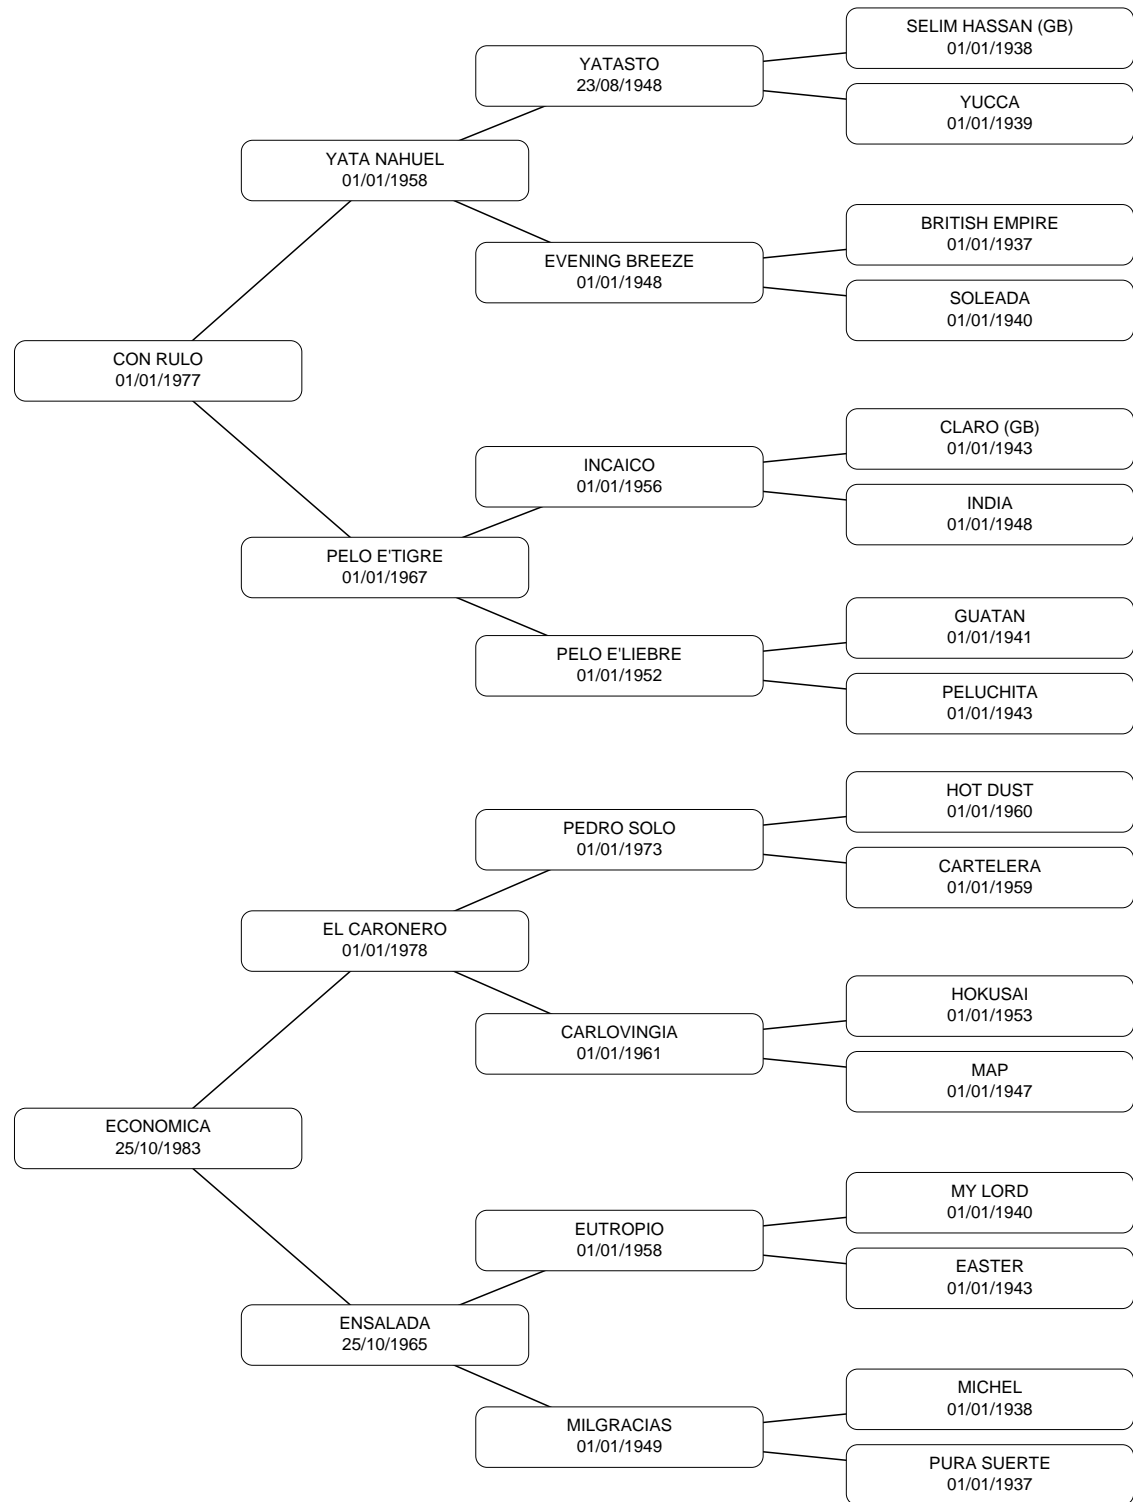 SELIM HASSAN (GB)
01/01/1938
YATASTO
23/08/1948
YUCCA
01/01/1939
YATA NAHUEL
01/01/1958
BRITISH EMPIRE
01/01/1937
EVENING BREEZE
01/01/1948
SOLEADA
01/01/1940
CON RULO
01/01/1977
CLARO (GB)
01/01/1943
INCAICO
01/01/1956
INDIA
01/01/1948
PELO E'TIGRE
01/01/1967
GUATAN
01/01/1941
PELO E'LIEBRE
01/01/1952
PELUCHITA
01/01/1943
HOT DUST
01/01/1960
PEDRO SOLO
01/01/1973
CARTELERA
01/01/1959
EL CARONERO
01/01/1978
HOKUSAI
01/01/1953
CARLOVINGIA
01/01/1961
MAP
01/01/1947
ECONOMICA
25/10/1983
MY LORD
01/01/1940
EUTROPIO
01/01/1958
EASTER
01/01/1943
ENSALADA
25/10/1965
MICHEL
01/01/1938
MILGRACIAS
01/01/1949
PURA SUERTE
01/01/1937